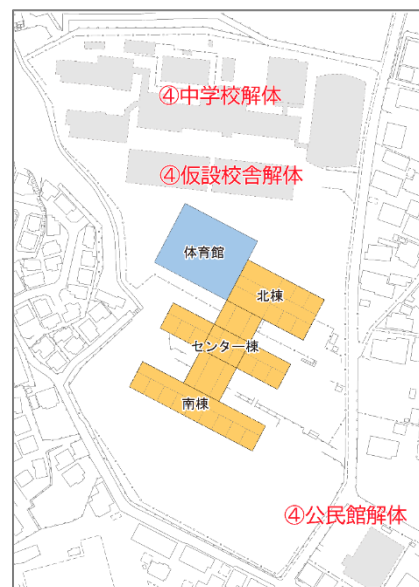 ④中学校解体
④仮設校舎解体
体育館
北棟
センター棟
南棟
④公民館解体